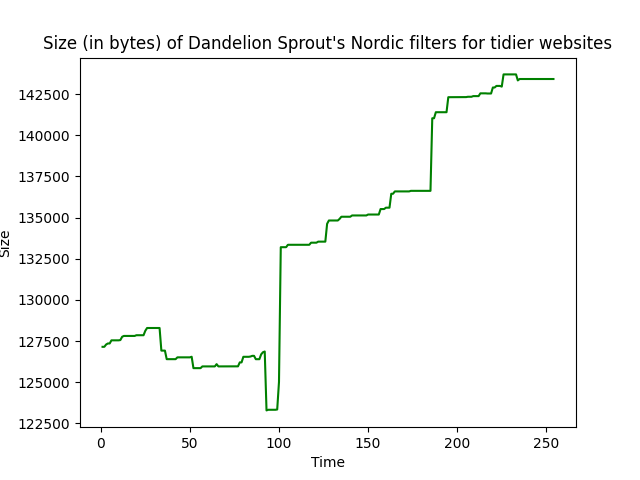 Size (in bytes) of Dandelion Sprout's Nordic filters for tidier websites
142500
140000
137500
135000
132500
130000
127500
125000
122500
Size
0 50 100 150 200 250
Time